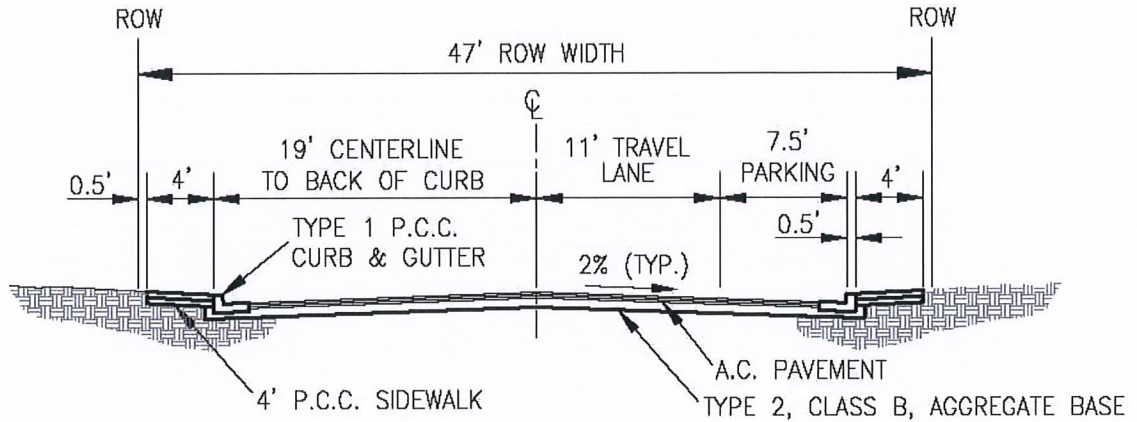 ROW
ROW
47' ROW WIDTH
℄
19' CENTERLINE
TO BACK OF CURB
11' TRAVEL
LANE
7.5'
PARKING
0.5'
4'
4'
0.5'
TYPE 1 P.C.C.
CURB & GUTTER
2% (TYP.)
A.C. PAVEMENT
4' P.C.C. SIDEWALK
TYPE 2, CLASS B, AGGREGATE BASE